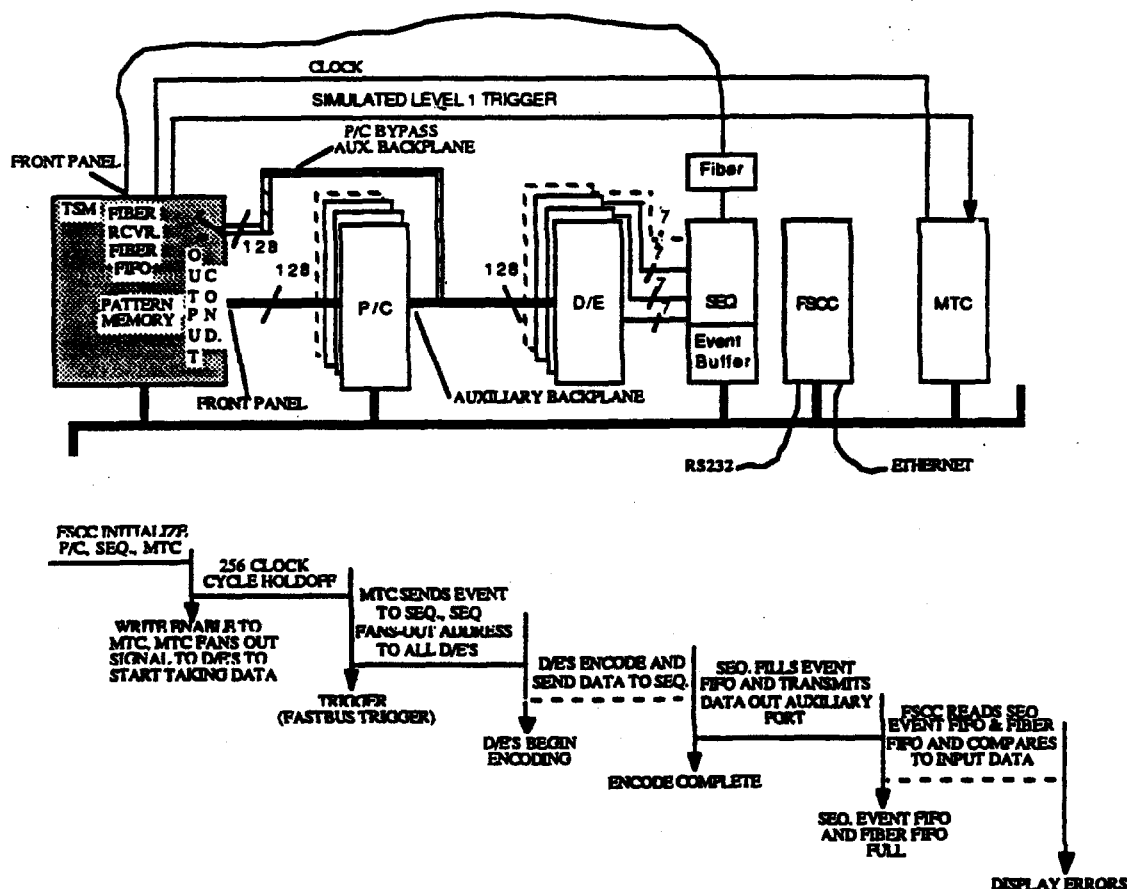 CLOCK
SIMULATED LEVEL 1 TRIGGER
P/C BYPASS
AUX. BACKPLANE
FRONT PANEL
Fiber
TSM
FIBER
RCVR.
FIBER
FIFO
PATTERN
MEMORY
OUTPUT
COND.
128
128
128
P/C
D/E
7
7
7
7
SEQ
Event
Buffer
FSCC
MTC
FRONT PANEL
AUXILIARY BACKPLANE
RS232
ETHERNET
FSCC INITIALIZE
P/C, SEQ., MTC
256 CLOCK
CYCLE HOLDOFF
WRITE ENABLE TO
MTC, MTC FANS OUT
SIGNAL TO D/E'S TO
START TAKING DATA
MTC SENDS EVENT
TO SEQ., SEQ
FANS-OUT ADDRESS
TO ALL D/E'S
TRIGGER
(FASTBUS TRIGGER)
D/E'S ENCODE AND
SEND DATA TO SEQ.
D/E'S BEGIN
ENCODING
SEQ. FILLS EVENT
FIFO AND TRANSMITS
DATA OUT AUXILIARY
PORT
ENCODE COMPLETE
FSCC READS SEQ
EVENT FIFO & FIBER
FIFO AND COMPARES
TO INPUT DATA
SEQ. EVENT FIFO
AND FIBER FIFO
FULL
DISPLAY ERRORS